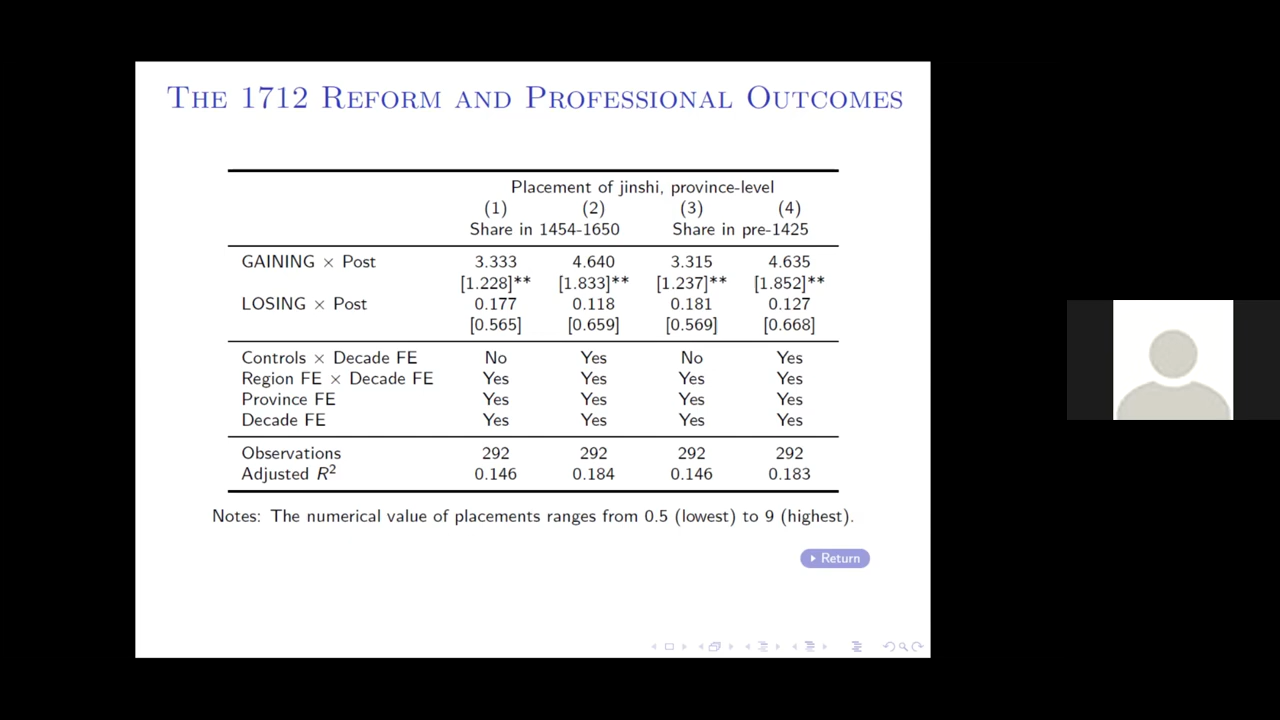 THE 1712 REFORM AND PROFESSIONAL OUTCOMES
Placement of jinshi, province-level
(1) (2) (3) (4)
Share in 1454-1650 Share in pre-1425
GAINING × Post 3.333 4.640 3.315 4.635
[1.228]** [1.833]** [1.237]** [1.852]**
LOSING × Post 0.177 0.118 0.181 0.127
[0.565] [0.659] [0.569] [0.668]
Controls × Decade FE No Yes No Yes
Region FE × Decade FE Yes Yes Yes Yes
Province FE Yes Yes Yes Yes
Decade FE Yes Yes Yes Yes
Observations 292 292 292 292
Adjusted R² 0.146 0.184 0.146 0.183
Notes: The numerical value of placements ranges from 0.5 (lowest) to 9 (highest).
Return